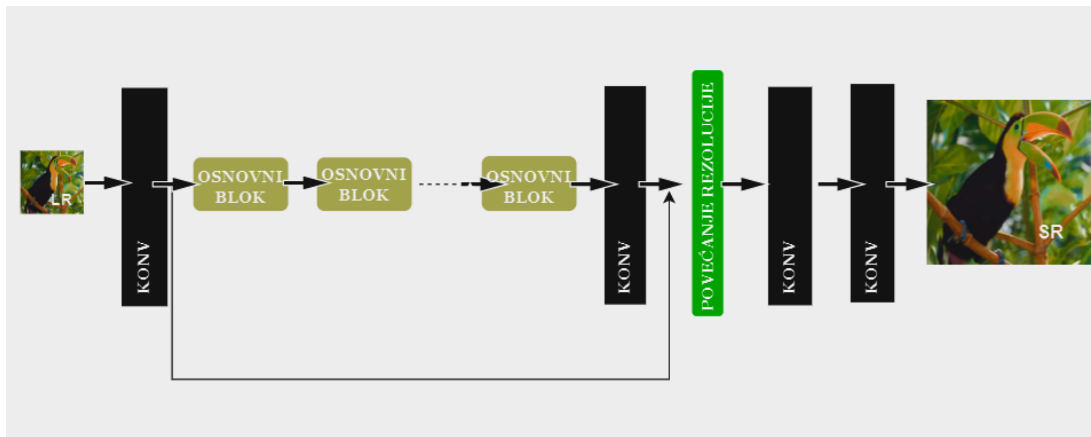 LR
KONV
OSNOVNI
BLOK
OSNOVNI
BLOK
OSNOVNI
BLOK
KONV
POVEĆANJE REZOLUCIJE
KONV
KONV
SR